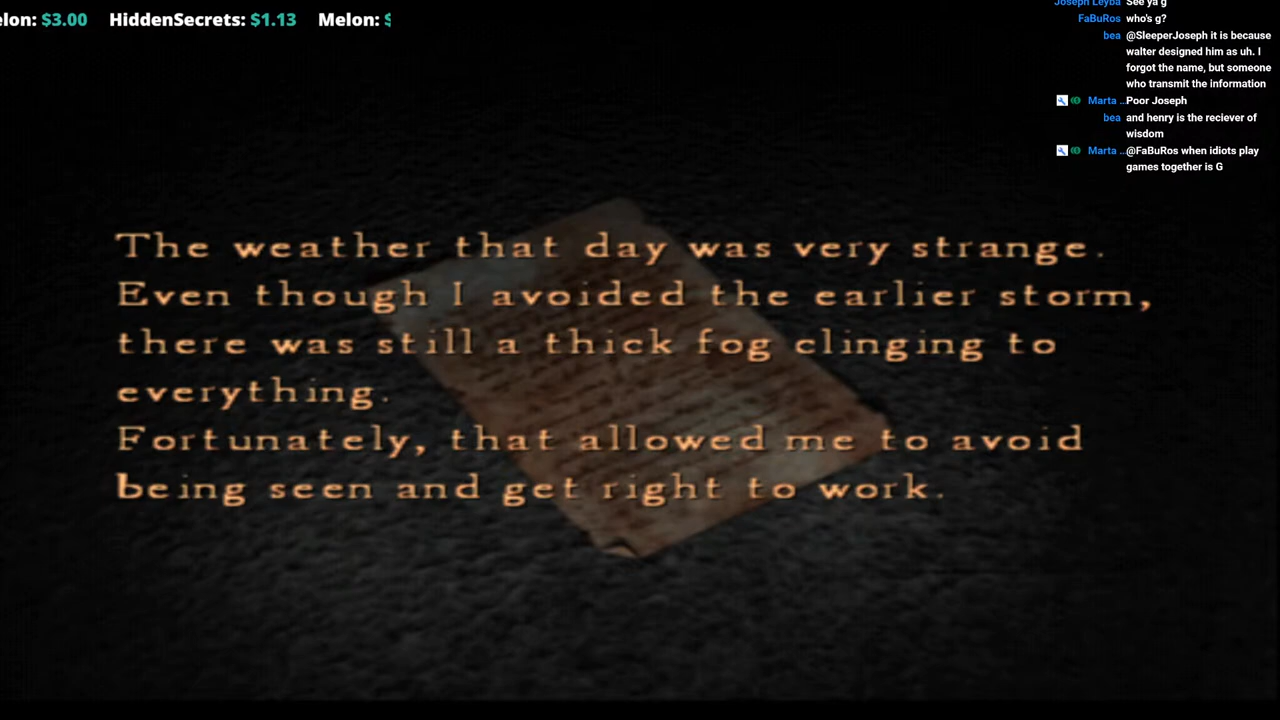 elon: $3.00 HiddenSecrets: $1.13 Melon: $
Joseph Leyba See ya g
FaBuRos who's g?
bea @SleeperJoseph it is because
walter designed him as uh. I
forgot the name, but someone
who transmit the information
Marta ... Poor Joseph
bea and henry is the reciever of
wisdom
Marta ... @FaBuRos when idiots play
games together is G
The weather that day was very strange.
Even though I avoided the earlier storm,
there was still a thick fog clinging to
everything.
Fortunately, that allowed me to avoid
being seen and get right to work.